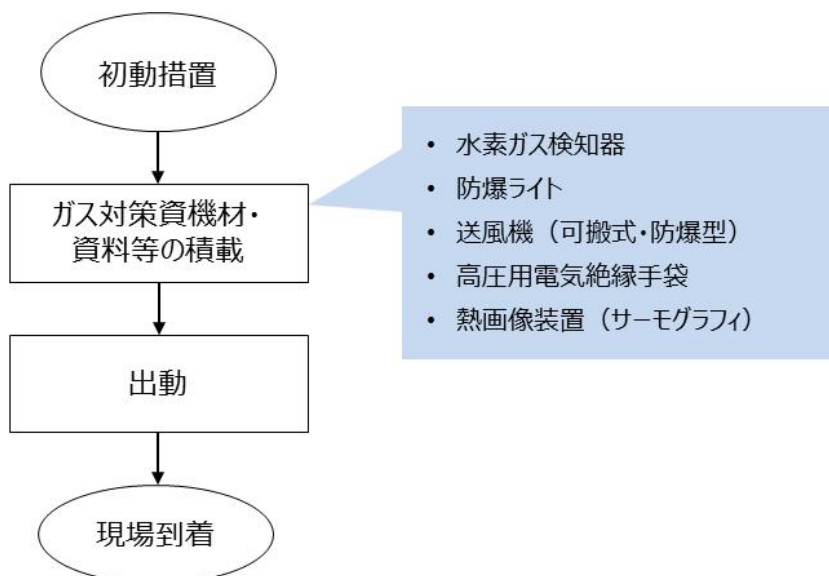 初動措置
ガス対策資機材・
資料等の積載
• 水素ガス検知器
• 防爆ライト
• 送風機（可搬式・防爆型）
• 高圧用電気絶縁手袋
• 熱画像装置（サーモグラフィ）
出動
現場到着